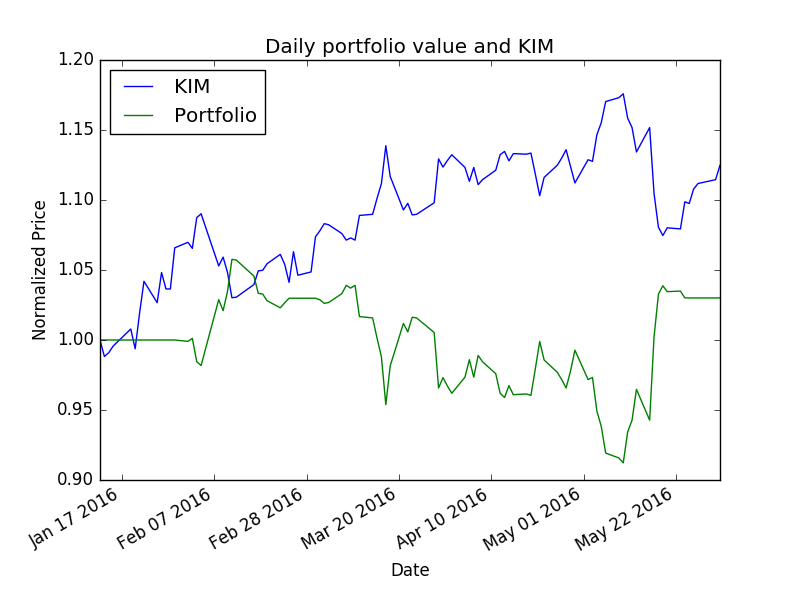 Daily portfolio value and KIM
KIM
Portfolio
1.20
1.15
1.10
1.05
1.00
0.95
0.90
Normalized Price
Jan 17 2016
Feb 07 2016
Feb 28 2016
Mar 20 2016
Apr 10 2016
May 01 2016
May 22 2016
Date